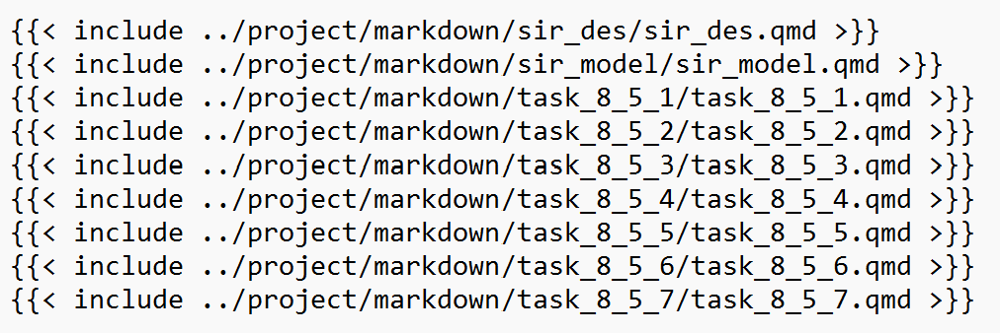 {{< include ../project/markdown/sir_des/sir_des.qmd >}}
{{< include ../project/markdown/sir_model/sir_model.qmd >}}
{{< include ../project/markdown/task_8_5_1/task_8_5_1.qmd >}}
{{< include ../project/markdown/task_8_5_2/task_8_5_2.qmd >}}
{{< include ../project/markdown/task_8_5_3/task_8_5_3.qmd >}}
{{< include ../project/markdown/task_8_5_4/task_8_5_4.qmd >}}
{{< include ../project/markdown/task_8_5_5/task_8_5_5.qmd >}}
{{< include ../project/markdown/task_8_5_6/task_8_5_6.qmd >}}
{{< include ../project/markdown/task_8_5_7/task_8_5_7.qmd >}}